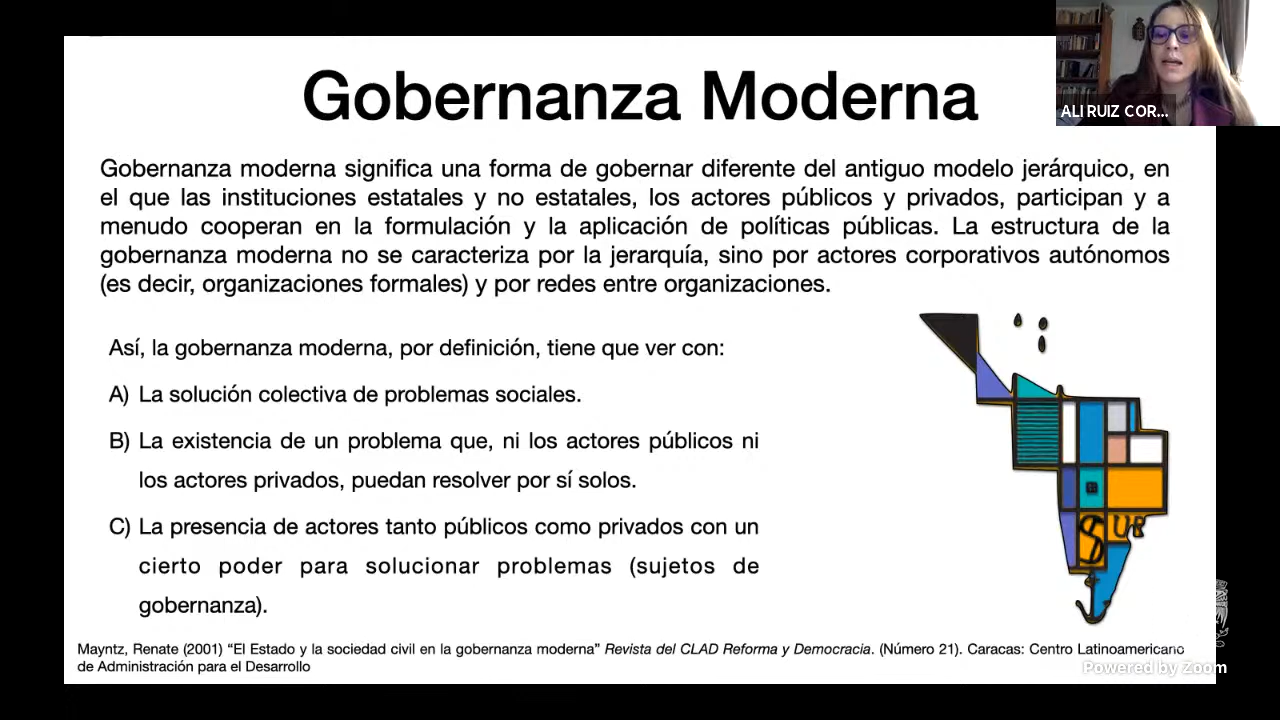 Gobernanza Moderna
ALI RUIZ COR...
Gobernanza moderna significa una forma de gobernar diferente del antiguo modelo jerárquico, en
el que las instituciones estatales y no estatales, los actores públicos y privados, participan y a
menudo cooperan en la formulación y la aplicación de políticas públicas. La estructura de la
gobernanza moderna no se caracteriza por la jerarquía, sino por actores corporativos autónomos
(es decir, organizaciones formales) y por redes entre organizaciones.
Así, la gobernanza moderna, por definición, tiene que ver con:
A) La solución colectiva de problemas sociales.
B) La existencia de un problema que, ni los actores públicos ni
los actores privados, puedan resolver por sí solos.
C) La presencia de actores tanto públicos como privados con un
cierto poder para solucionar problemas (sujetos de
gobernanza).
SUR
Mayntz, Renate (2001) “El Estado y la sociedad civil en la gobernanza moderna” Revista del CLAD Reforma y Democracia. (Número 21). Caracas: Centro Latinoamericano
de Administración para el Desarrollo
Powered by Zoom